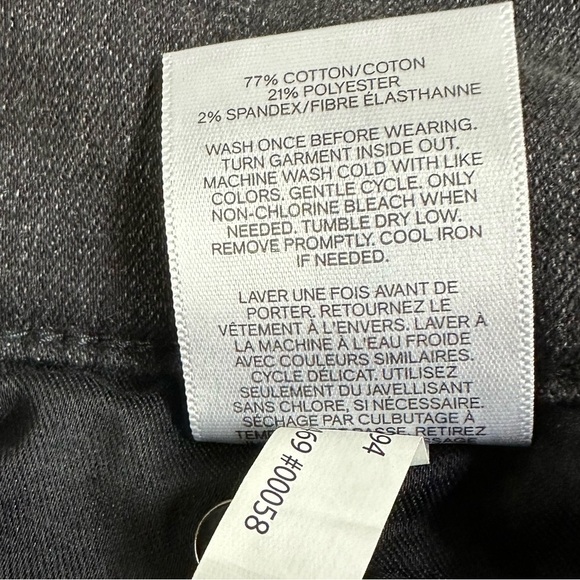 77% COTTON/COTON
21% POLYESTER
2% SPANDEX/FIBRE ÉLASTHANNE
WASH ONCE BEFORE WEARING.
TURN GARMENT INSIDE OUT.
MACHINE WASH COLD WITH LIKE
COLORS. GENTLE CYCLE. ONLY
NON-CHLORINE BLEACH WHEN
NEEDED. TUMBLE DRY LOW.
REMOVE PROMPTLY. COOL IRON
IF NEEDED.
LAVER UNE FOIS AVANT DE
PORTER. RETOURNEZ LE
VÊTEMENT À L'ENVERS. LAVER À
LA MACHINE À L'EAU FROIDE
AVEC COULEURS SIMILAIRES.
CYCLE DÉLICAT. UTILISEZ
SEULEMENT DU JAVELLISANT
SANS CHLORE, SI NÉCESSAIRE.
SÉCHAGE PAR CULBUTAGE À
RETIREZ
94
69 #00058